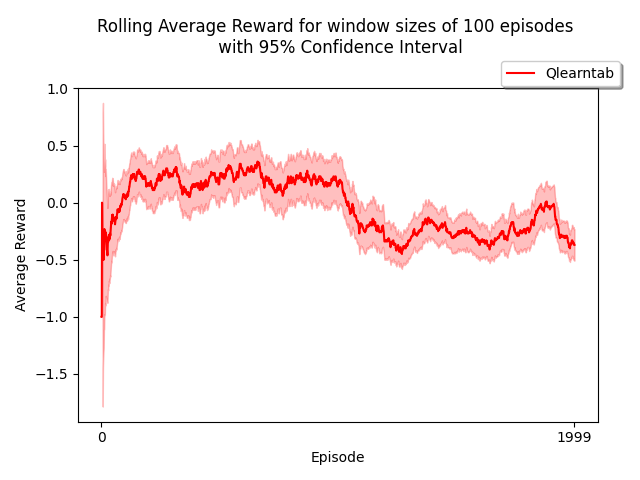 Rolling Average Reward for window sizes of 100 episodes
with 95% Confidence Interval
Qlearntab
1.0
0.5
0.0
−0.5
−1.0
−1.5
Average Reward
0
1999
Episode